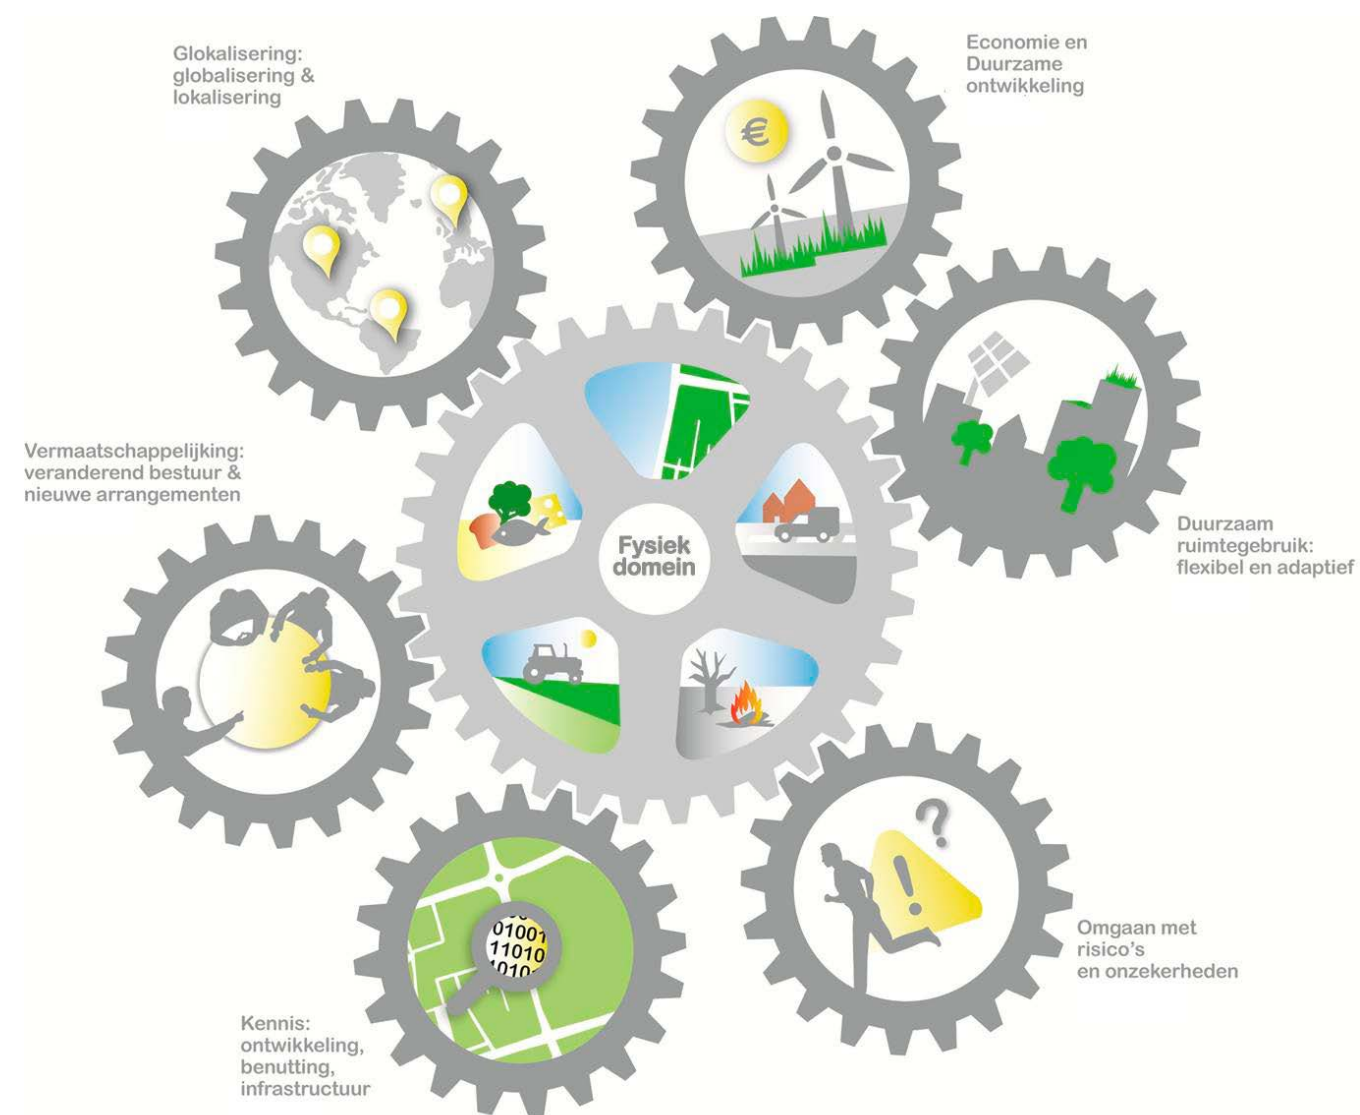 Glokalisering:
globalisering &
lokalisering
Economie en
Duurzame
ontwikkeling
€
Vermaatschappelijking:
veranderend bestuur &
nieuwe arrangementen
Fysiek
domein
Duurzaam
ruimtegebruik:
flexibel en adaptief
?
!
01001
11010
Omgaan met
risico's
en onzekerheden
Kennis:
ontwikkeling,
benutting,
infrastructuur